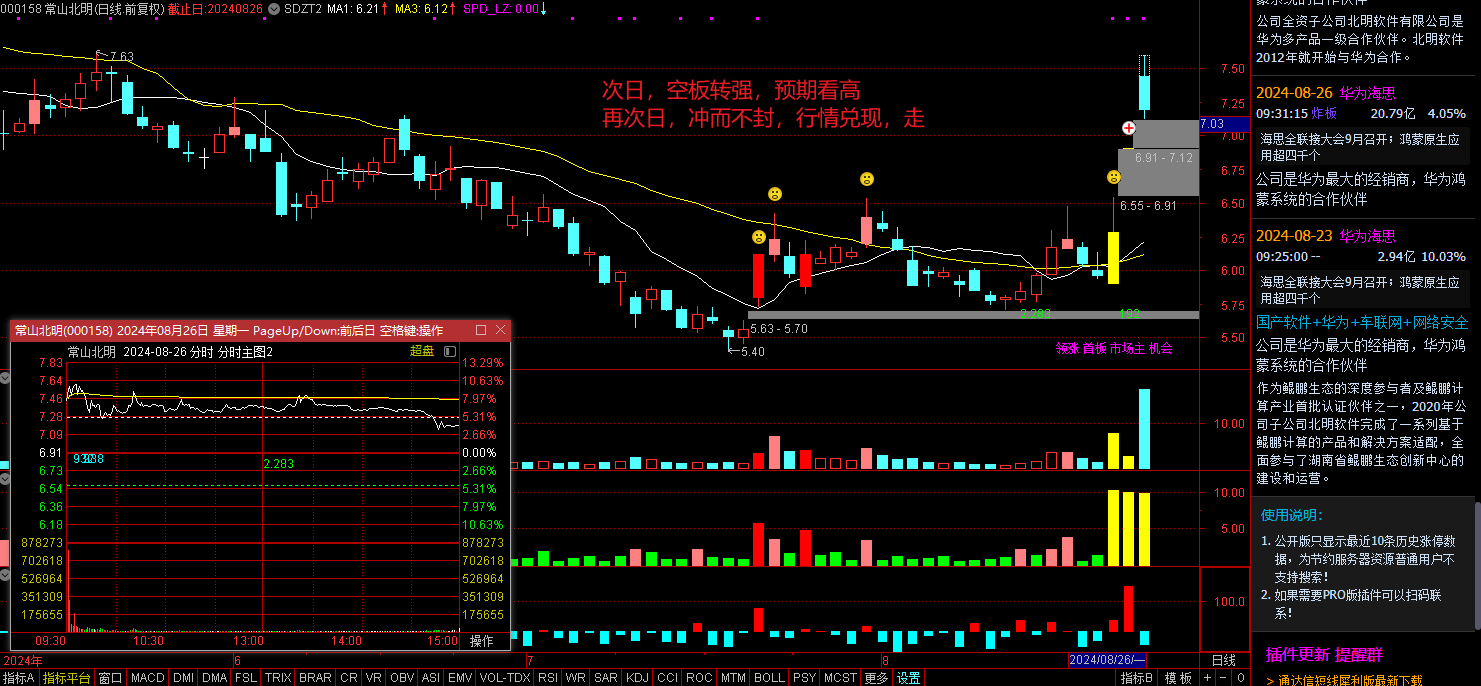 000158 常山北明(日线.前复权) 截止日:20240826 SDZT2 MA1: 6.21↑ MA3: 6.12↑ SPD_LZ: 0.00↓
7.63
次日，空板转强，预期看高
再次日，冲而不封，行情兑现，走
7.50
7.25
7.03
7.00
6.75
6.50
6.25
6.00
5.75
5.50
6.91 - 7.12
6.55 - 6.91
5.63 - 5.70
5.40
领涨 首板 市场主 机会
10.00
10.00
5.00
100.0
常山北明(000158) 2024年08月26日 星期一 PageUp/Down:前后日 空格键:操作
常山北明 2024-08-26 分时 分时主图2 超盘
7.83 13.29%
7.64 10.63%
7.46 7.97%
7.28 5.31%
7.09 2.66%
6.91 0.00%
6.73 2.66%
6.54 5.31%
6.36 7.97%
6.18 10.63%
2.283
878273 878273
702618 702618
526964 526964
351309 351309
175655 175655
09:30 10:30 13:00 14:00 15:00 操作
2024年 6 7 8 2024/08/26/一 日线
指标A 指标平台 窗口 MACD DMI DMA FSL TRIX BRAR CR VR OBV ASI EMV VOL-TDX RSI WR SAR KDJ CCI ROC MTM BOLL PSY MCST 更多 设置 指标B 模板 + - O
蒙系统的合作伙伴
公司全资子公司北明软件有限公司是
华为多产品一级合作伙伴。北明软件
2012年就开始与华为合作。
2024-08-26 华为海思
09:31:15 炸板 20.79亿 4.05%
海思全联接大会9月召开；鸿蒙原生应
用超四千个
公司是华为最大的经销商，华为鸿
蒙系统的合作伙伴
2024-08-23 华为海思
09:25:00 -- 2.94亿 10.03%
海思全联接大会9月召开；鸿蒙原生应
用超四千个
国产软件+华为+车联网+网络安全
公司是华为最大的经销商，华为鸿
蒙系统的合作伙伴
作为鲲鹏生态的深度参与者及鲲鹏计
算产业首批认证伙伴之一，2020年公
司子公司北明软件完成了一系列基于
鲲鹏计算的产品和解决方案适配，全
面参与了湖南省鲲鹏生态创新中心的
建设和运营。
使用说明：
1. 公开版只显示最近10条历史涨停数
据，为节约服务器资源普通用户不
支持搜索！
2. 如果需要PRO版插件可以扫码联
系！
插件更新 提醒群
> 通达信短线犀利版最新下载